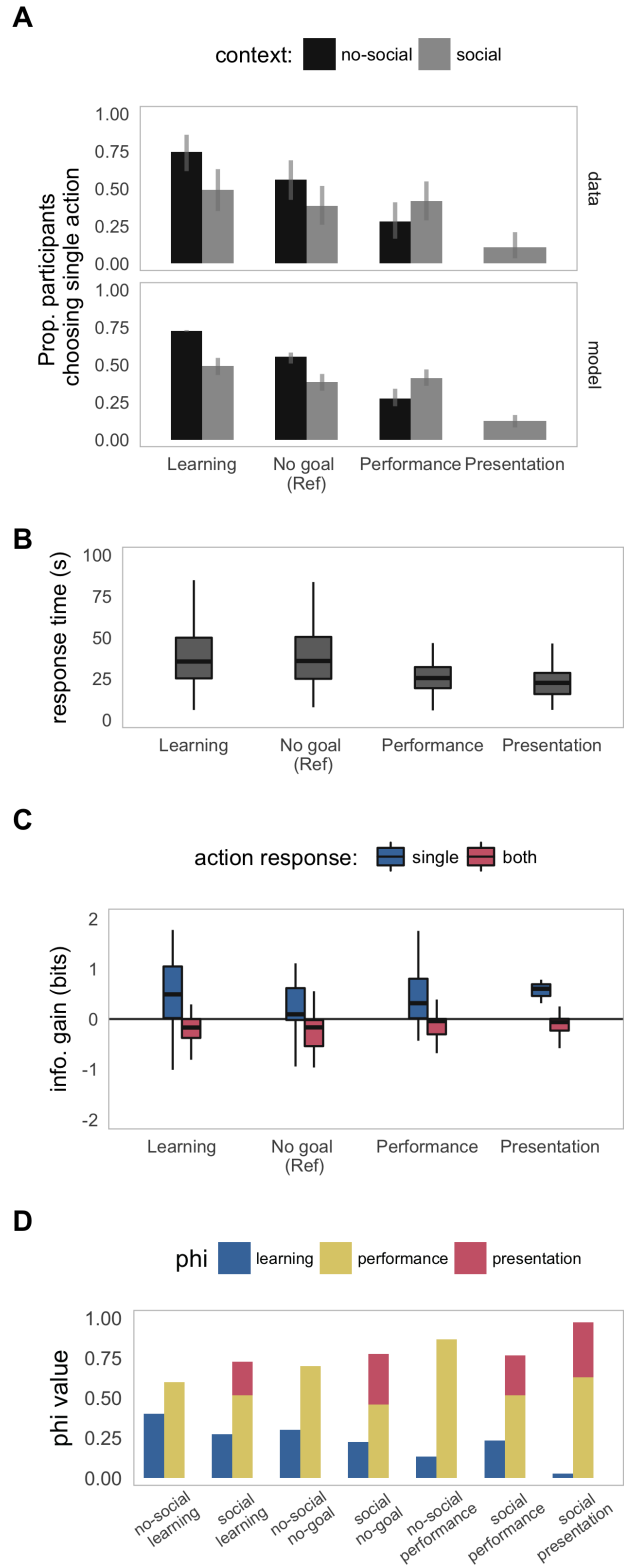 A
context: no-social social
Prop. participants
choosing single action
1.00
0.75
0.50
0.25
0.00
data
1.00
0.75
0.50
0.25
0.00
model
Learning No goal Performance Presentation
(Ref)
B
response time (s)
100
75
50
25
0
Learning No goal Performance Presentation
(Ref)
C
action response: single both
info. gain (bits)
2
1
0
-1
-2
Learning No goal Performance Presentation
(Ref)
D
phi learning performance presentation
phi value
1.00
0.75
0.50
0.25
0.00
no-social
learning
social
learning
no-social
no-goal
social
no-goal
no-social
performance
social
performance
social
presentation